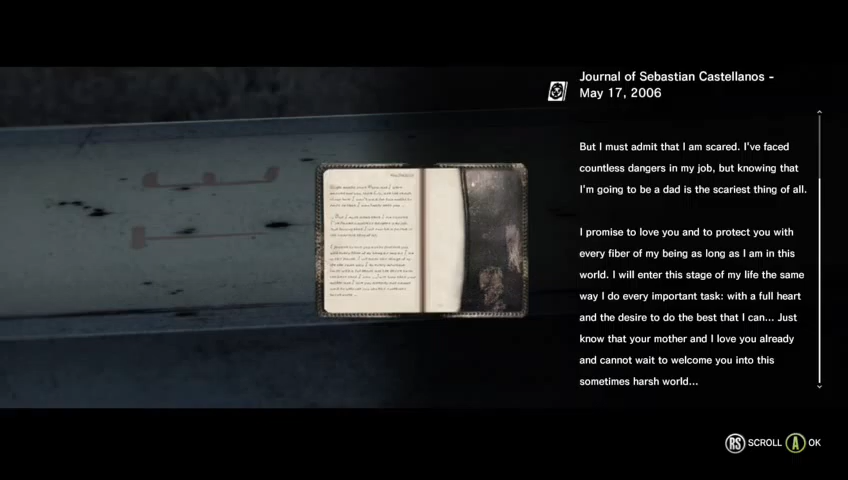 Journal of Sebastian Castellanos -
May 17, 2006
But I must admit that I am scared. I've faced
countless dangers in my job, but knowing that
I'm going to be a dad is the scariest thing of all.
I promise to love you and to protect you with
every fiber of my being as long as I am in this
world. I will enter this stage of my life the same
way I do every important task: with a full heart
and the desire to do the best that I can... Just
know that your mother and I love you already
and cannot wait to welcome you into this
sometimes harsh world...
RS SCROLL A OK